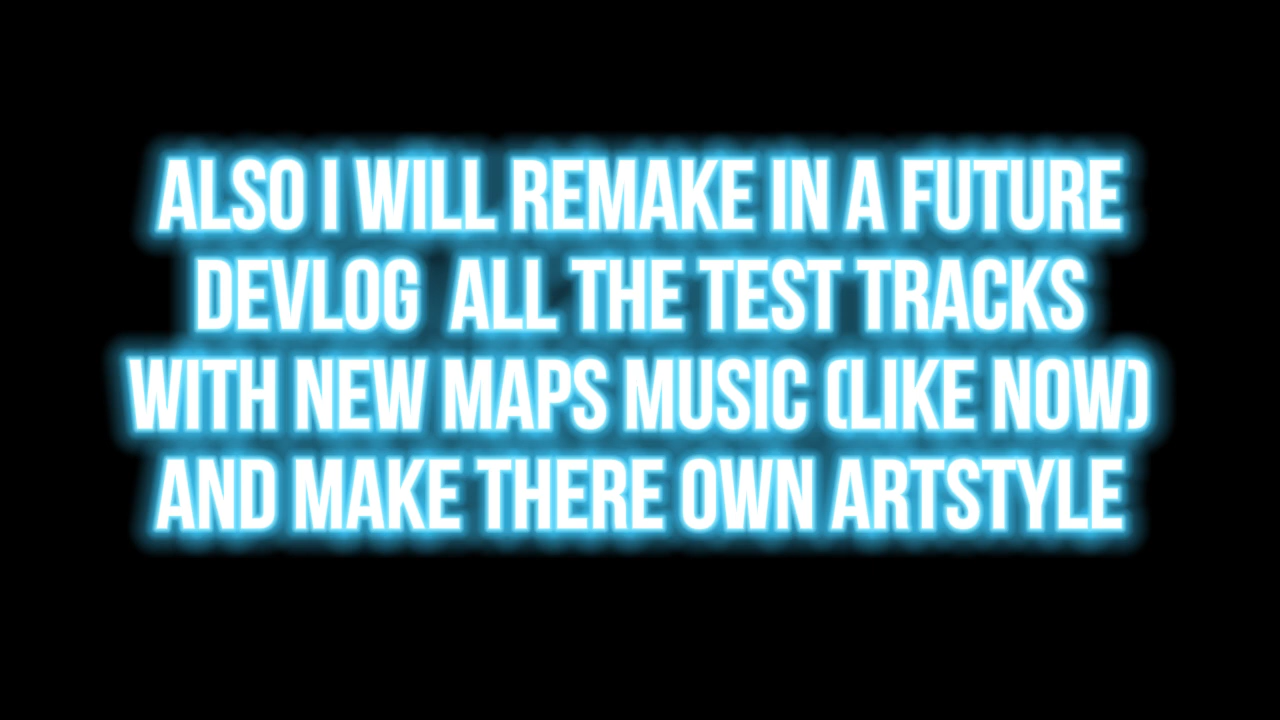 ALSO I WILL REMAKE IN A FUTURE
DEVLOG  ALL THE TEST TRACKS
WITH NEW MAPS MUSIC (LIKE NOW)
AND MAKE THERE OWN ARTSTYLE